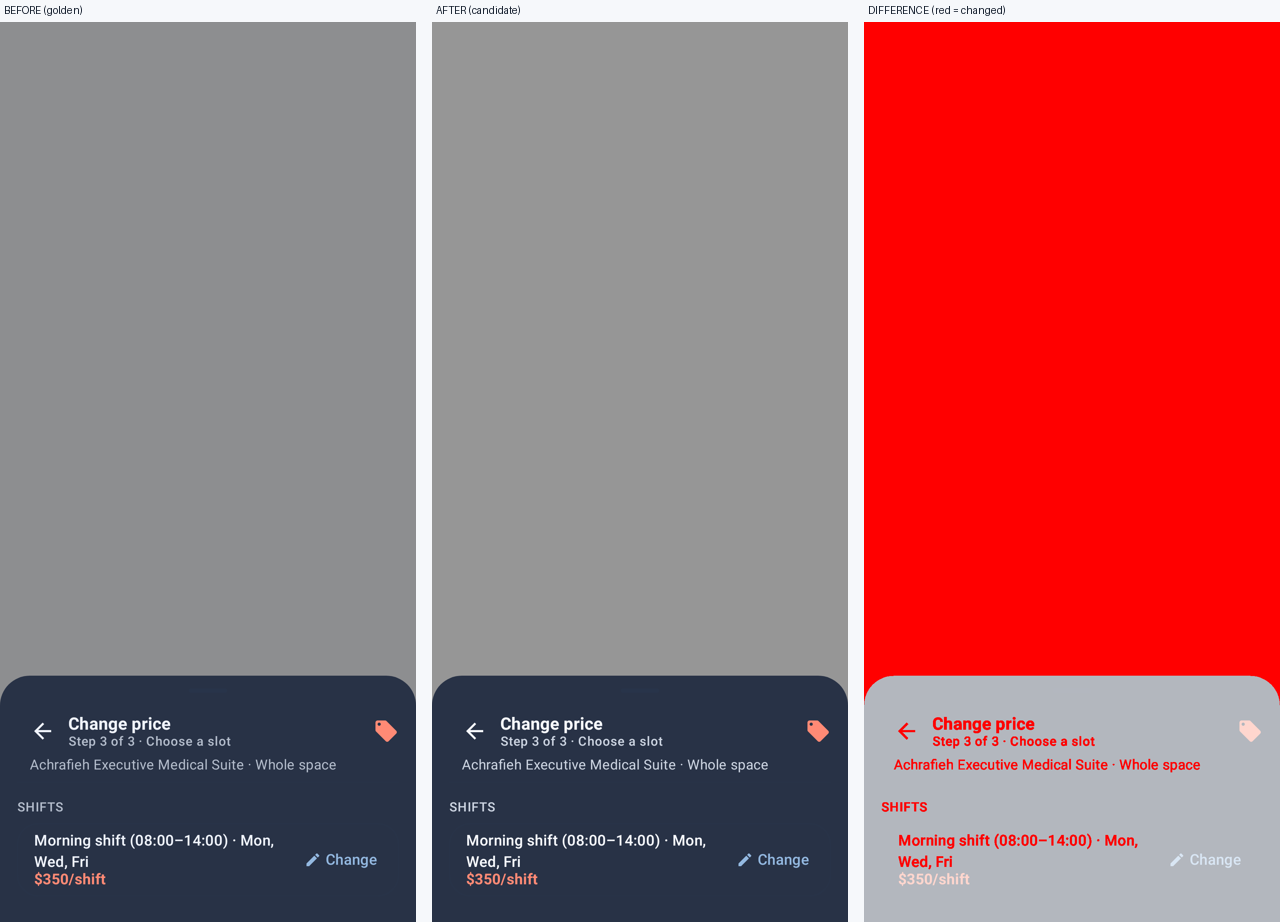 BEFORE (golden)
AFTER (candidate)
DIFFERENCE (red = changed)
Change price
Step 3 of 3 · Choose a slot
Achrafieh Executive Medical Suite · Whole space
SHIFTS
Morning shift (08:00–14:00) · Mon,
Wed, Fri
$350/shift
Change
Change price
Step 3 of 3 · Choose a slot
Achrafieh Executive Medical Suite · Whole space
SHIFTS
Morning shift (08:00–14:00) · Mon,
Wed, Fri
$350/shift
Change
Change price
Step 3 of 3 · Choose a slot
Achrafieh Executive Medical Suite · Whole space
SHIFTS
Morning shift (08:00–14:00) · Mon,
Wed, Fri
$350/shift
Change